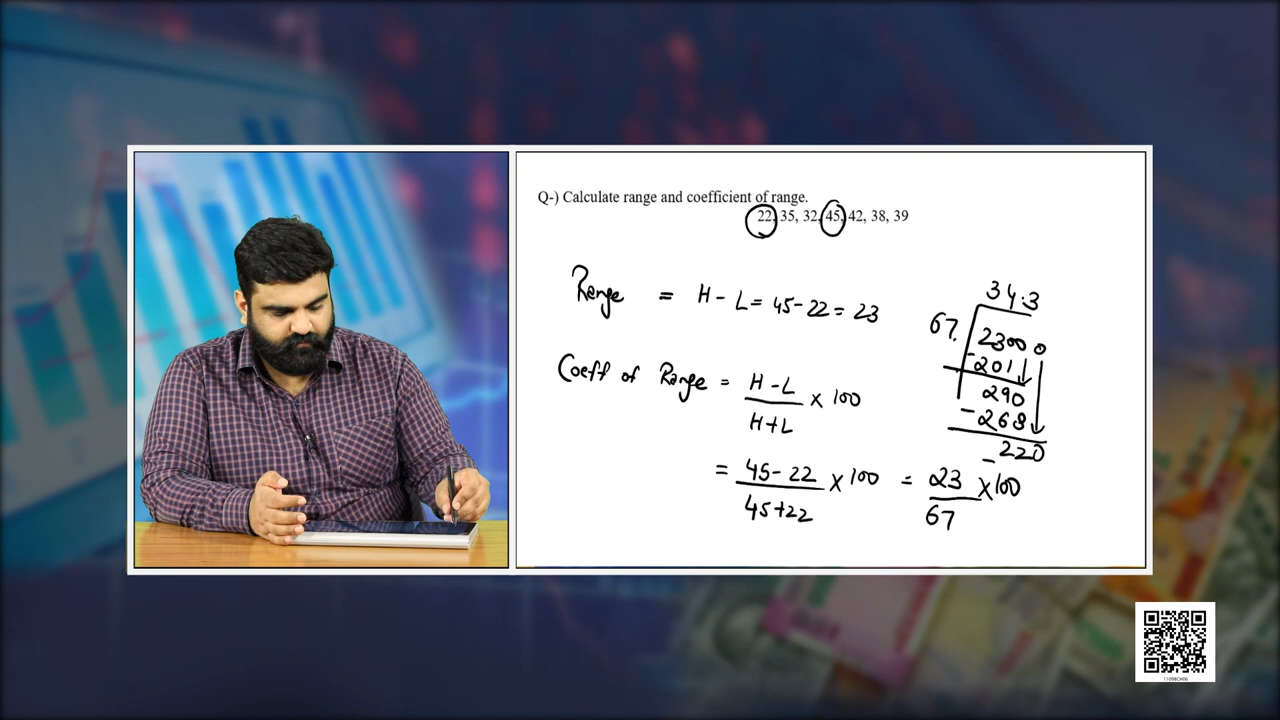 Q-) Calculate range and coefficient of range.
22, 35, 32, 45, 42, 38, 39
Range = H - L = 45 - 22 = 23
Coeff of Range = H - L / H + L × 100
= 45 - 22 / 45 + 22 × 100 = 23 / 67 × 100
34.3
67. 23000
- 201
290
- 268
- 220